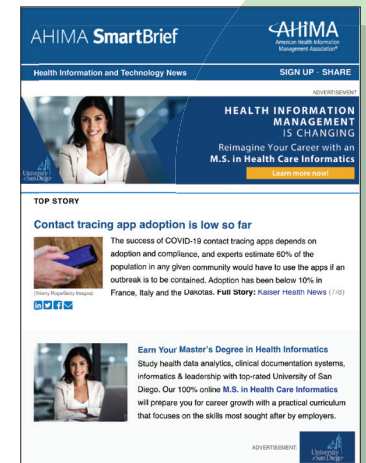 AHIMA SmartBrief
AHIMA
American Health Information
Management Association®
Health Information and Technology News
SIGN UP · SHARE
ADVERTISEMENT
HEALTH INFORMATION
MANAGEMENT
IS CHANGING
Reimagine Your Career with an
M.S. in Health Care Informatics
Learn more now!
University
of San Diego
TOP STORY
Contact tracing app adoption is low so far
The success of COVID-19 contact tracing apps depends on
adoption and compliance, and experts estimate 60% of the
population in any given community would have to use the apps if an
outbreak is to be contained. Adoption has been below 10% in
France, Italy and the Dakotas. Full Story: Kaiser Health News (7/8)
(Thierry Roge/Getty Images)
Earn Your Master's Degree in Health Informatics
Study health data analytics, clinical documentation systems,
informatics & leadership with top-rated University of San
Diego. Our 100% online M.S. in Health Care Informatics
will prepare you for career growth with a practical curriculum
that focuses on the skills most sought after by employers.
ADVERTISEMENT:
University
of San Diego